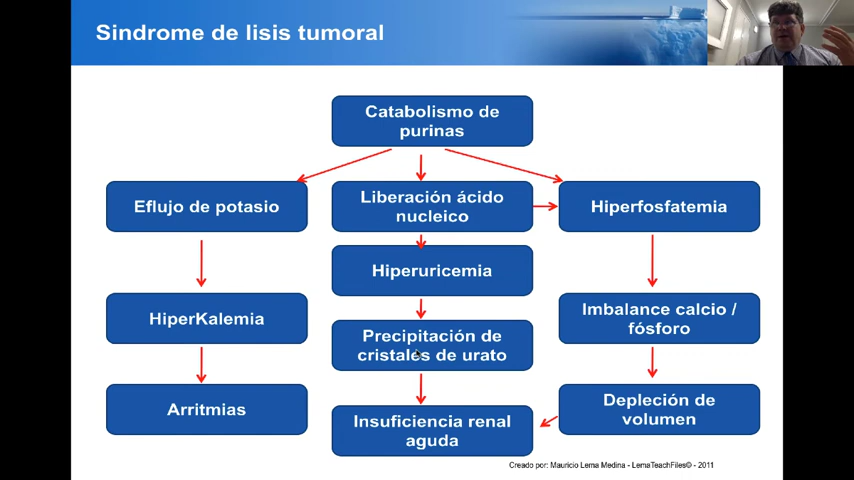 Sindrome de lisis tumoral
Catabolismo de
purinas
Eflujo de potasio
Liberación ácido
nucleico
Hiperfosfatemia
Hiperuricemia
HiperKalemia
Imbalance calcio /
fósforo
Precipitación de
cristales de urato
Arritmias
Depleción de
volumen
Insuficiencia renal
aguda
Creado por: Mauricio Lema Medina - LemaTeachFiles© - 2011